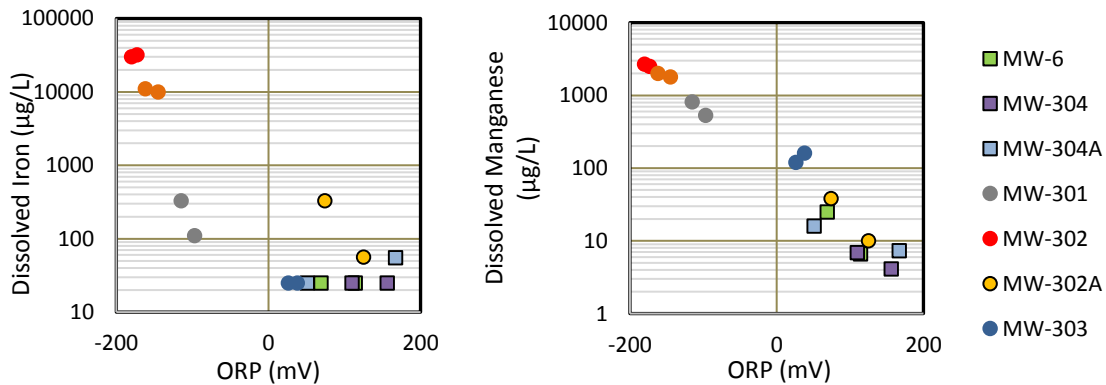 Dissolved Iron (µg/L)
100000
10000
1000
100
10
-200
0
200
ORP (mV)
Dissolved Manganese
(µg/L)
10000
1000
100
10
1
-200
0
200
ORP (mV)
MW-6
MW-304
MW-304A
MW-301
MW-302
MW-302A
MW-303